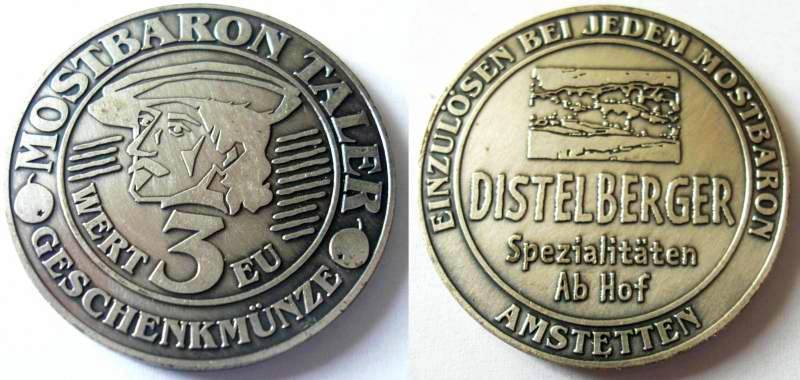 MOSTBARON TALER
WERT 3 EU
GESCHENKMÜNZE
EINZULÖSEN BEI JEDEM MOSTBARON
DISTELBERGER
Spezialitäten
Ab Hof
AMSTETTEN